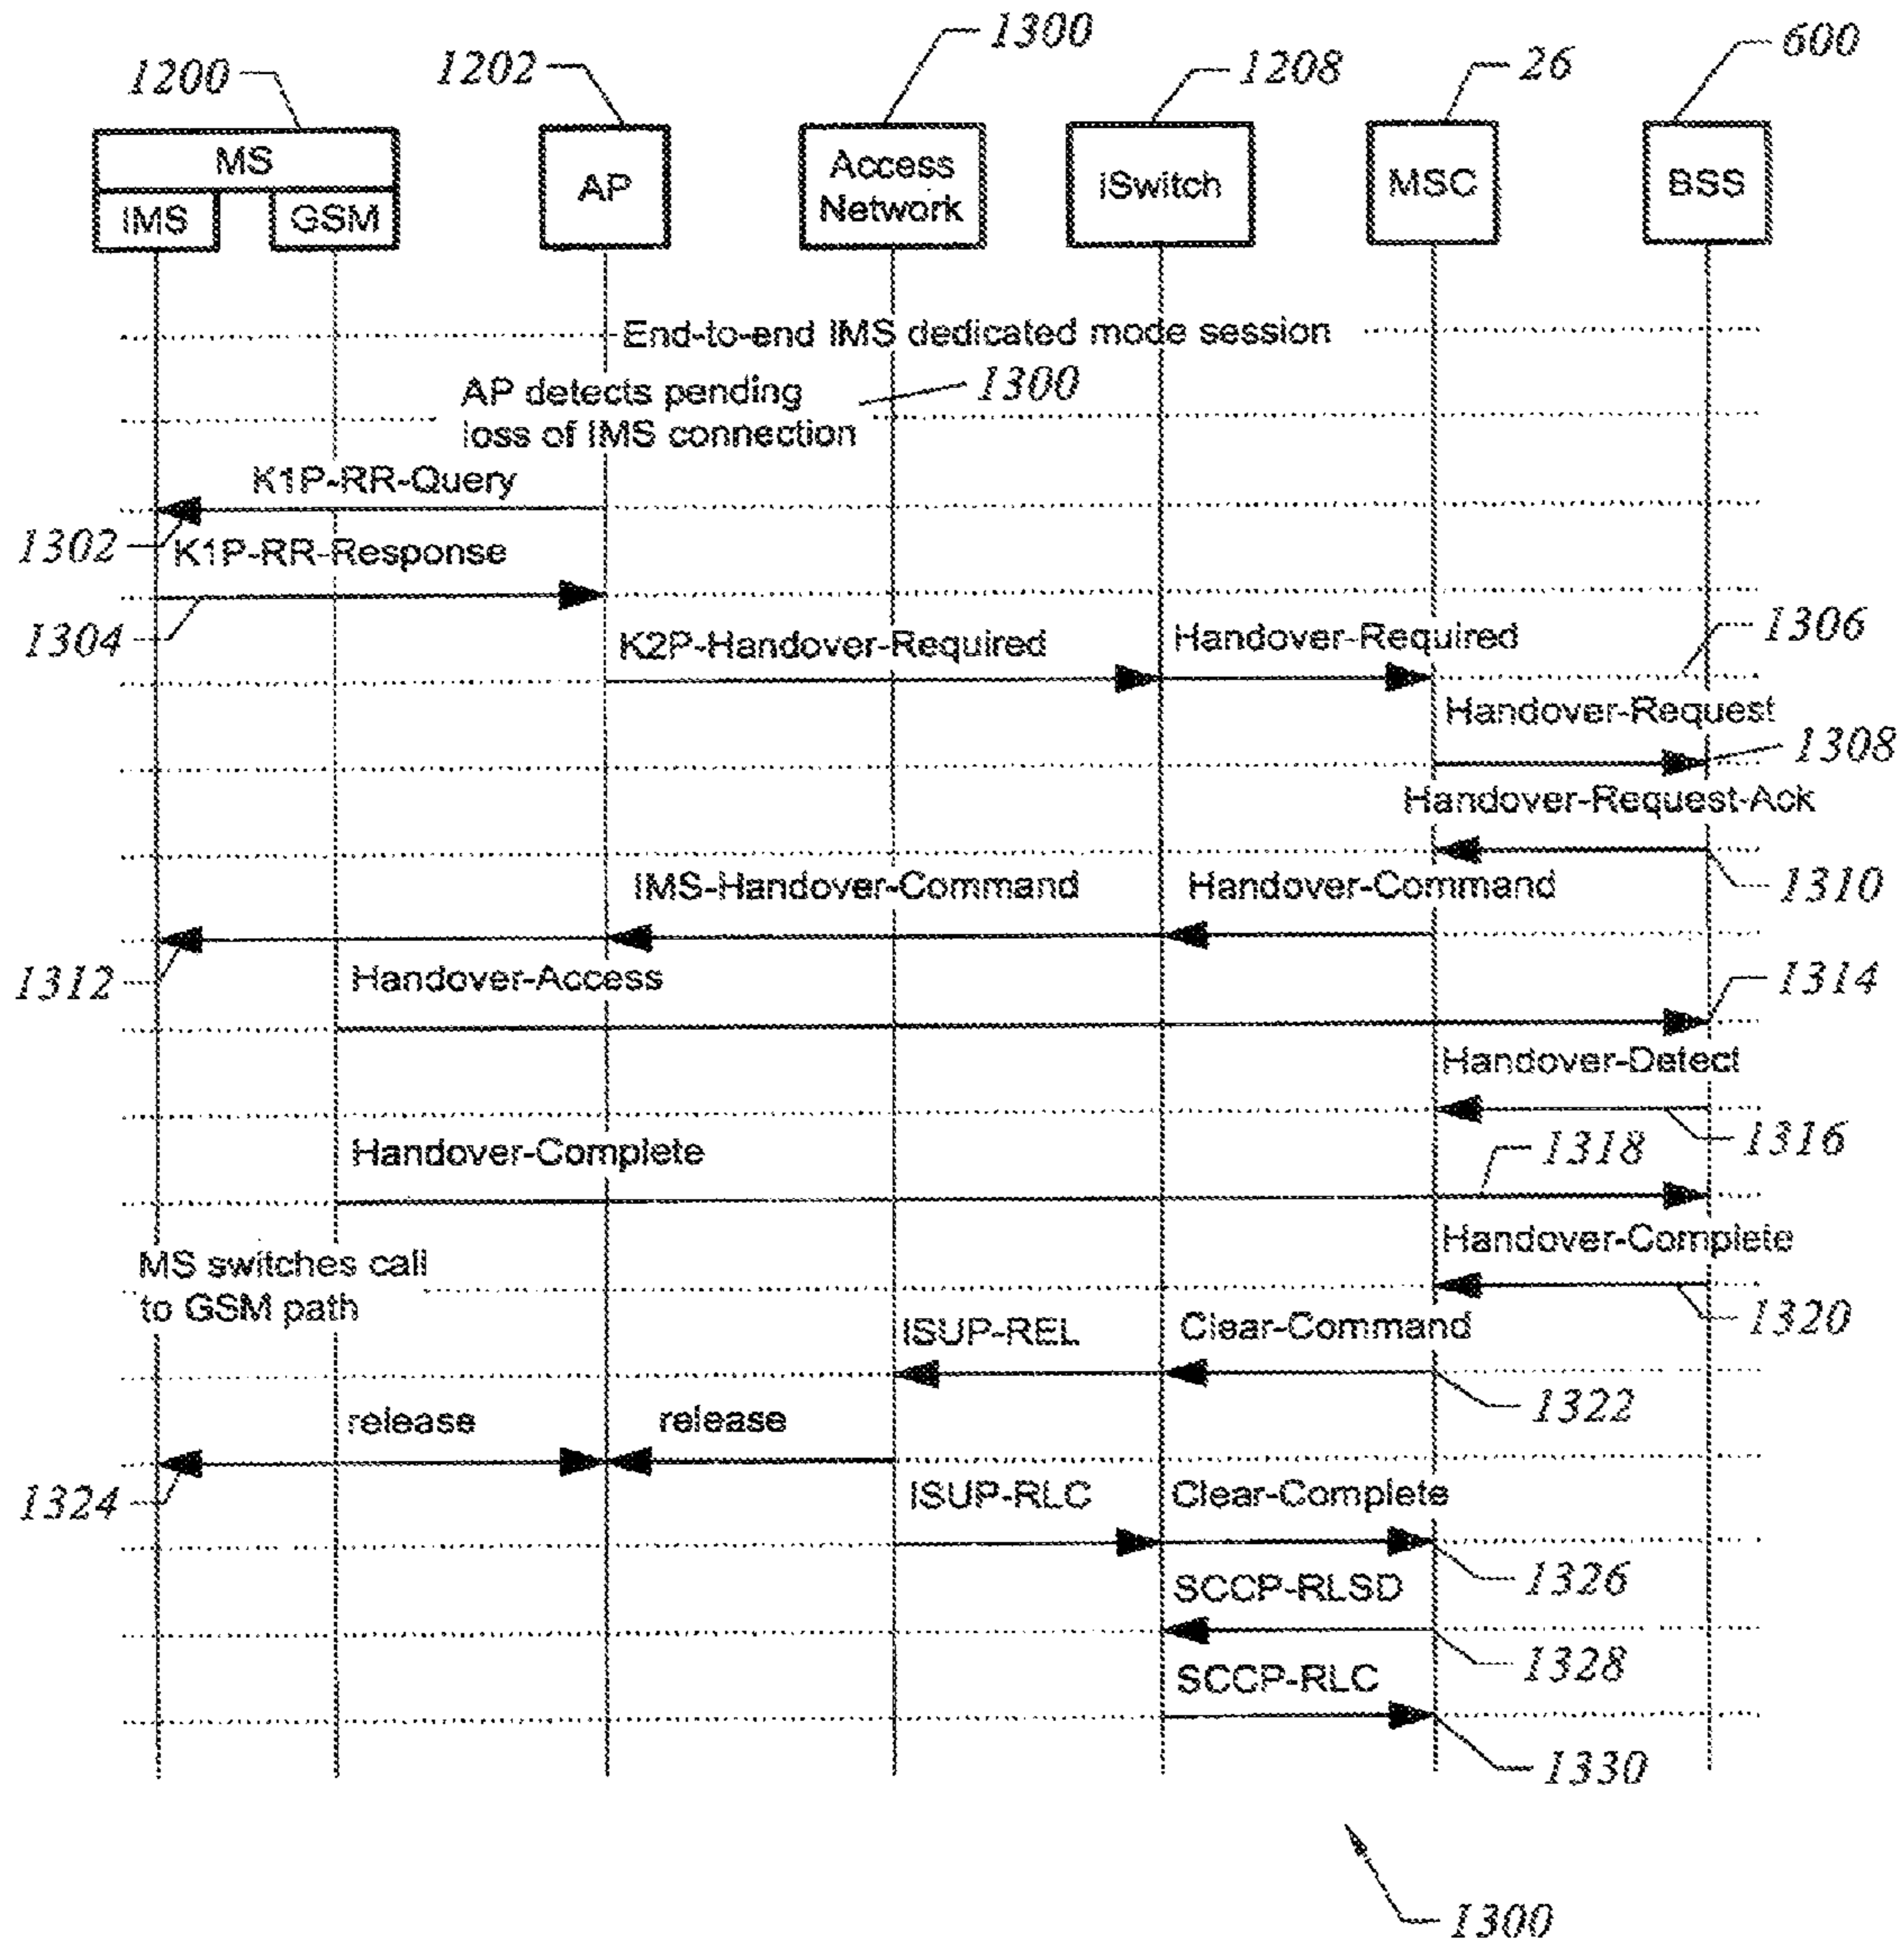 1200
1202
1300
1208
26
600
MS
IMS
GSM
AP
Access
Network
iSwitch
MSC
BSS
End-to-end IMS dedicated mode session
AP detects pending
loss of IMS connection
1300
K1P-RR-Query
1302
K1P-RR-Response
1304
K2P-Handover-Required
Handover-Required
1306
Handover-Request
1308
Handover-Request-Ack
1310
IMS-Handover-Command
Handover-Command
1312
Handover-Access
1314
Handover-Detect
1316
Handover-Complete
1318
Handover-Complete
1320
MS switches call
to GSM path
ISUP-REL
Clear-Command
1322
release
release
1324
ISUP-RLC
Clear-Complete
1326
SCCP-RLSD
1328
SCCP-RLC
1330
1300